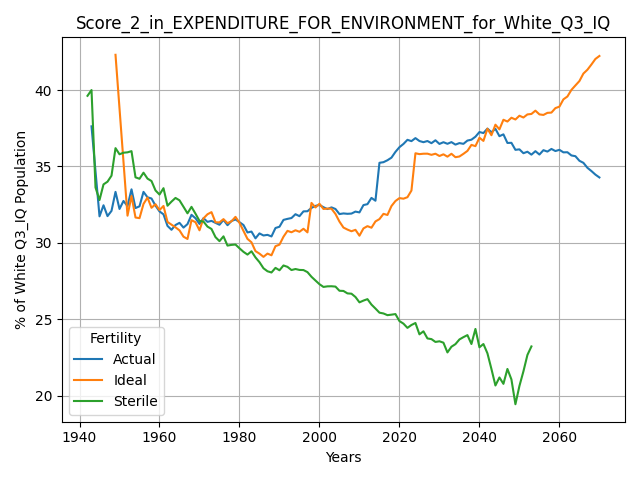 Score_2_in_EXPENDITURE_FOR_ENVIRONMENT_for_White_Q3_IQ
% of White Q3_IQ Population
40
35
30
25
20
Fertility
Actual
Ideal
Sterile
1940 1960 1980 2000 2020 2040 2060
Years